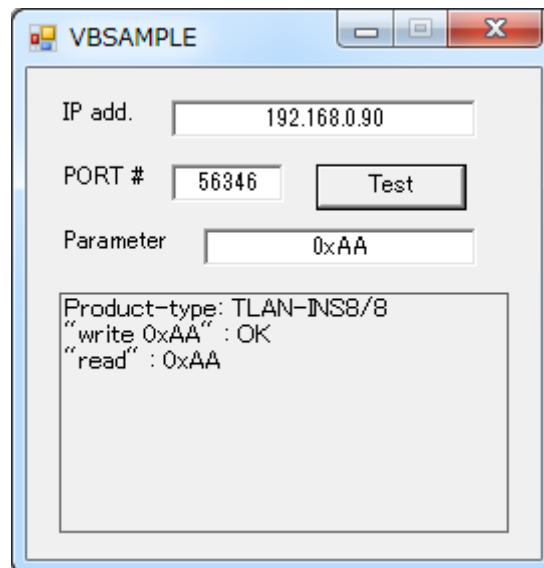 VBSAMPLE
IP add. 192.168.0.90
PORT # 56346 Test
Parameter 0xAA
Product-type: TLAN-INS8/8
"write 0xAA" : OK
"read" : 0xAA